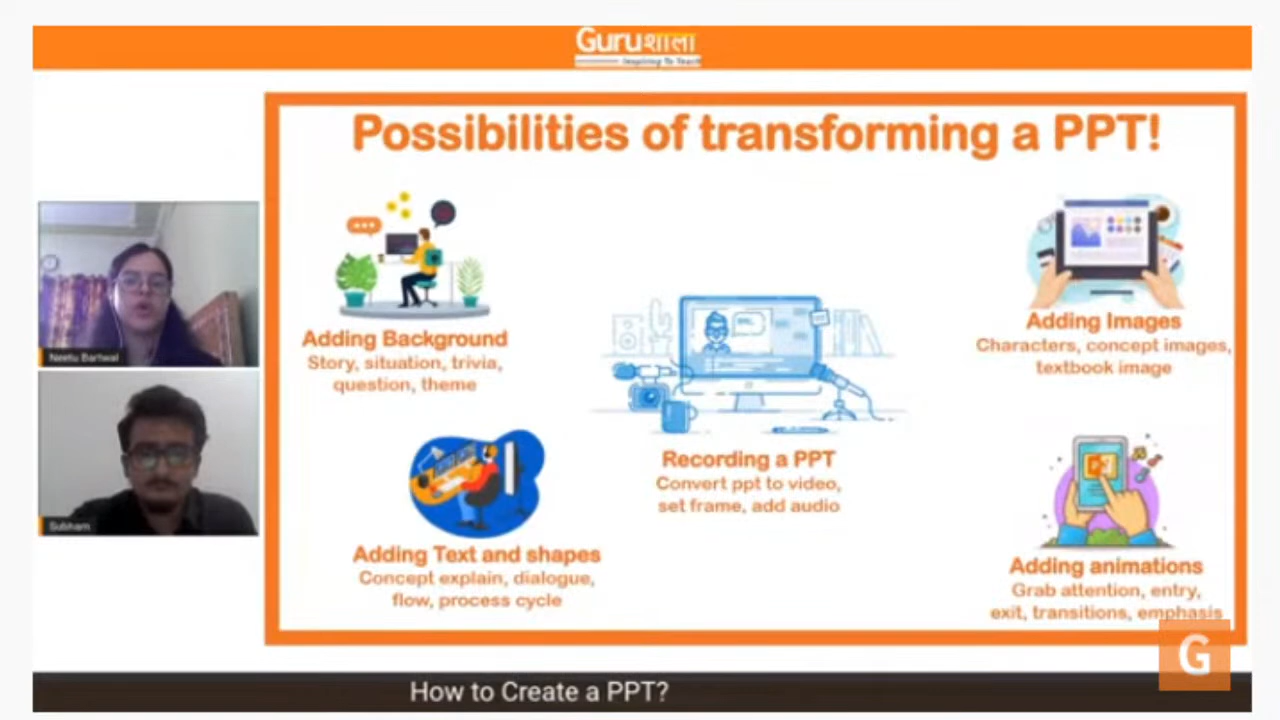 Guruशाला
Inspiring To Teach
Possibilities of transforming a PPT!
Adding Background
Story, situation, trivia,
question, theme
Adding Images
Characters, concept images,
textbook image
Recording a PPT
Convert ppt to video,
set frame, add audio
Adding Text and shapes
Concept explain, dialogue,
flow, process cycle
Adding animations
Grab attention, entry,
exit, transitions, emphasis
Neetu Bartwal
Subham
G
How to Create a PPT?